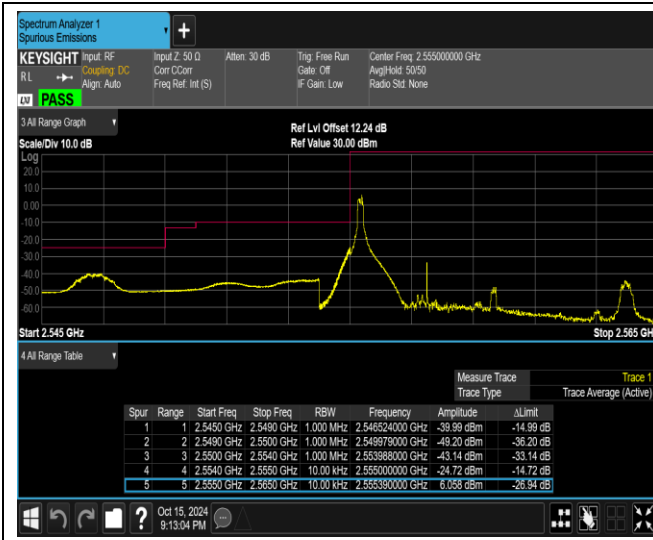 Spectrum Analyzer 1
Spurious Emissions
+
KEYSIGHT Input: RF Input Z: 50 Ω Atten: 30 dB Trig: Free Run Center Freq: 2.555000000 GHz
RL Coupling: DC Corr CCorr Gate: Off Avg|Hold: 50/50
Align: Auto Freq Ref: Int (S) IF Gain: Low Radio Std: None
LXI PASS
3 All Range Graph
Ref Lvl Offset 12.24 dB
Scale/Div 10.0 dB Ref Value 30.00 dBm
Log
20.0
10.0
0.00
-10.0
-20.0
-30.0
-40.0
-50.0
-60.0
Start 2.545 GHz Stop 2.565 GH
4 All Range Table
Measure Trace Trace 1
Trace Type Trace Average (Active)
Spur Range Start Freq Stop Freq RBW Frequency Amplitude ΔLimit
1 1 2.5450 GHz 2.5490 GHz 1.000 MHz 2.546524000 GHz -39.99 dBm -14.99 dB
2 2 2.5490 GHz 2.5500 GHz 1.000 MHz 2.549979000 GHz -49.20 dBm -36.20 dB
3 3 2.5500 GHz 2.5540 GHz 1.000 MHz 2.553988000 GHz -43.14 dBm -33.14 dB
4 4 2.5540 GHz 2.5550 GHz 10.00 kHz 2.555000000 GHz -24.72 dBm -14.72 dB
5 5 2.5550 GHz 2.5650 GHz 10.00 kHz 2.555390000 GHz 6.058 dBm -26.94 dB
? Oct 15, 2024
9:13:04 PM